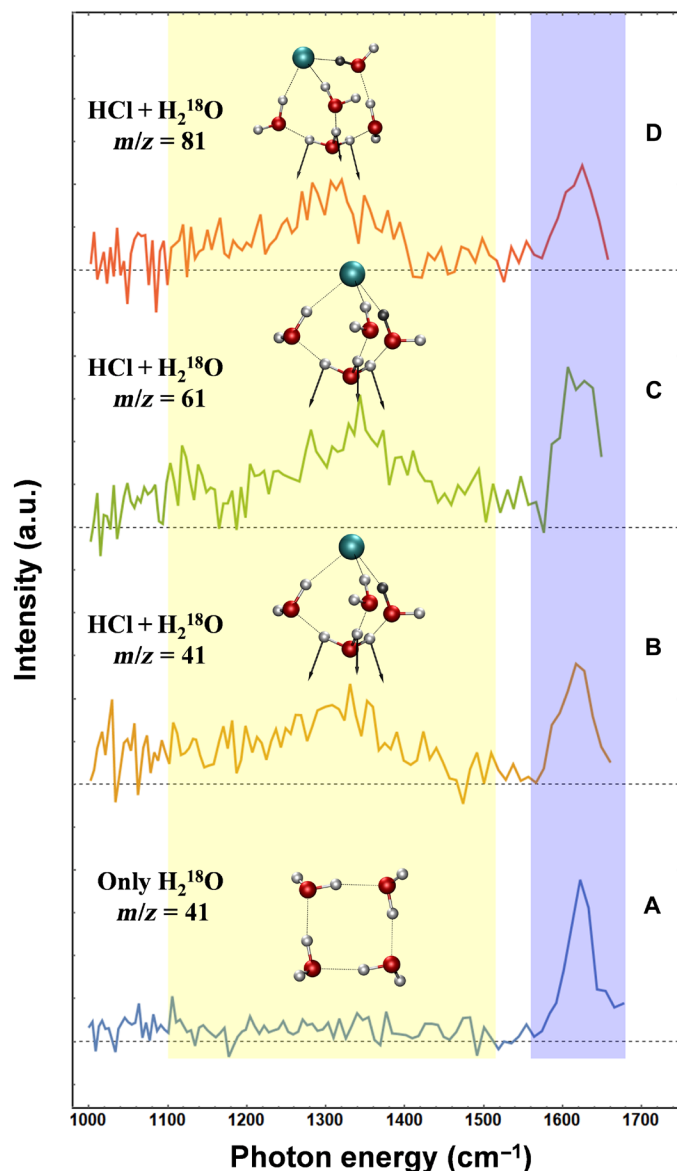 HCl + H₂¹⁸O
m/z = 81
D
HCl + H₂¹⁸O
m/z = 61
C
HCl + H₂¹⁸O
m/z = 41
B
Only H₂¹⁸O
m/z = 41
A
Intensity (a.u.)
1000 1100 1200 1300 1400 1500 1600 1700
Photon energy (cm⁻¹)